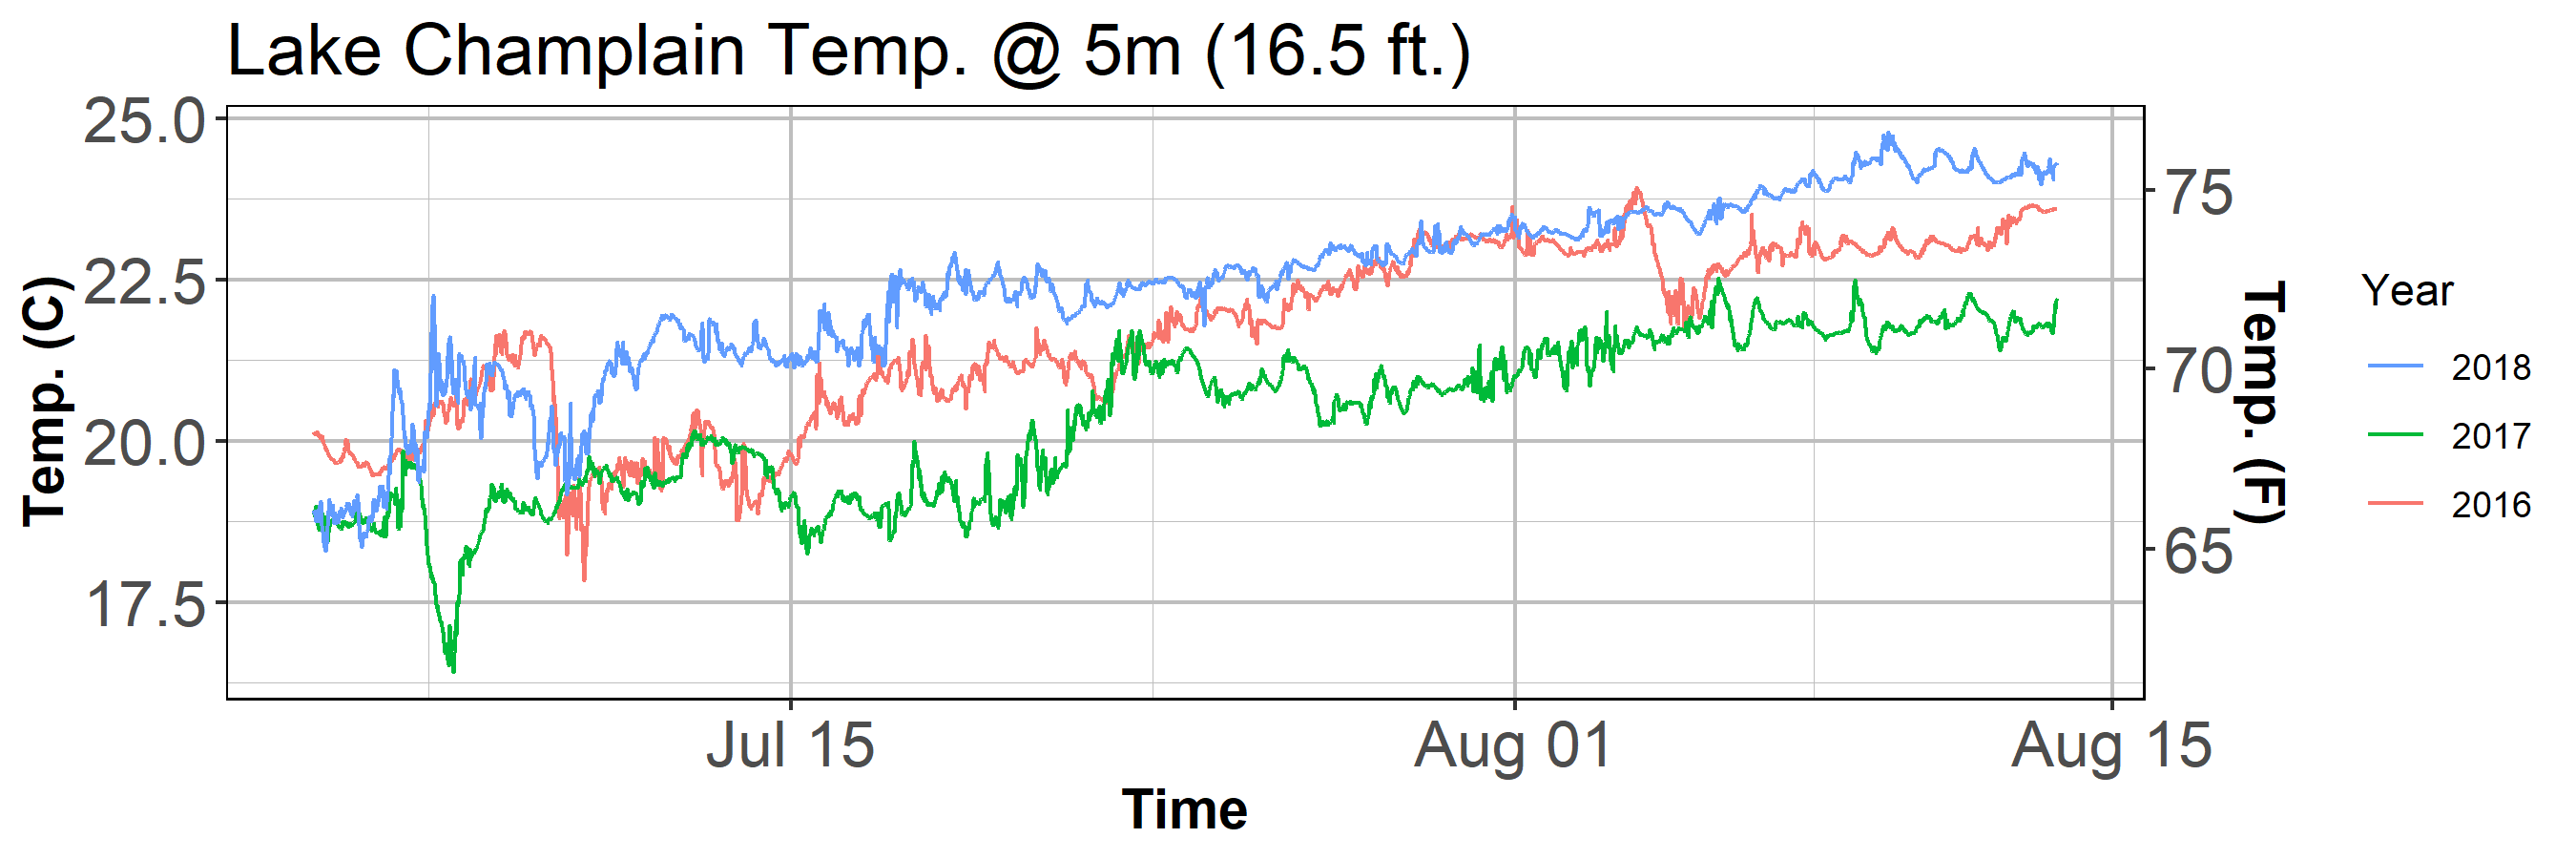 Lake Champlain Temp. @ 5m (16.5 ft.)
Temp. (C)
25.0
22.5
20.0
17.5
Jul 15
Aug 01
Aug 15
Time
75
70
65
Temp. (F)
Year
2018
2017
2016